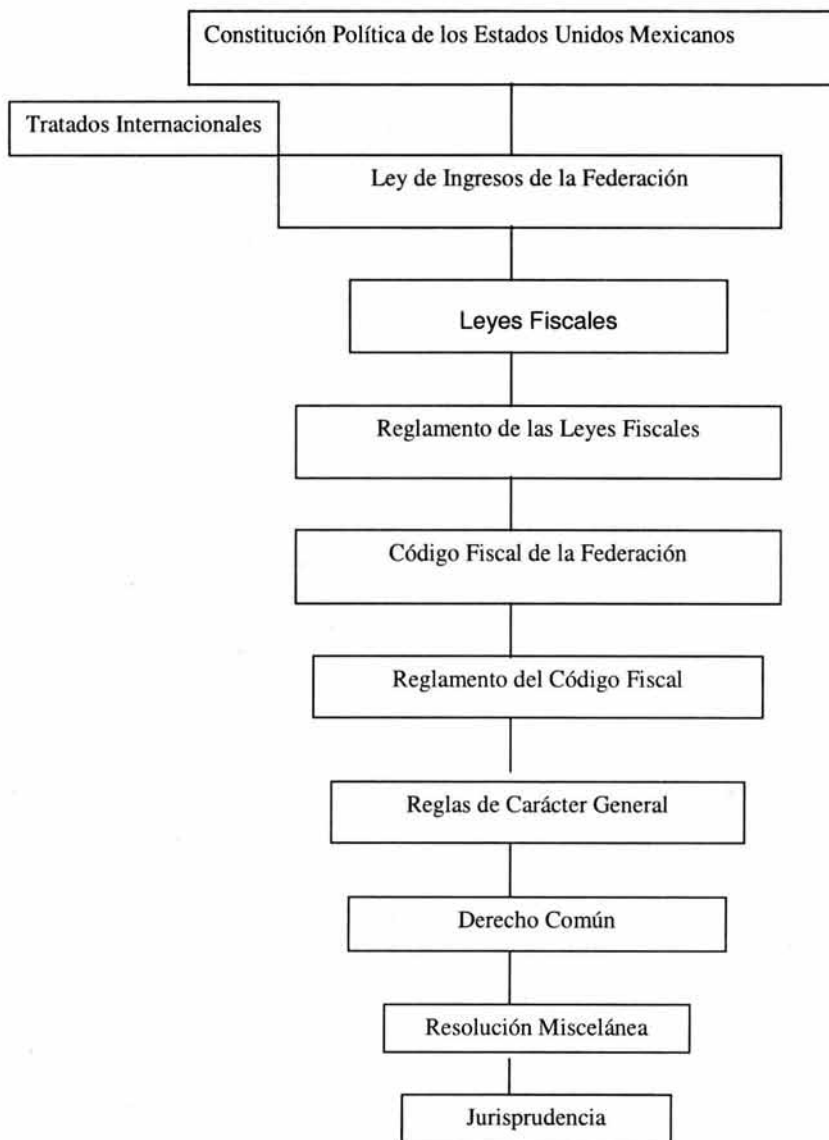 Constitución Política de los Estados Unidos Mexicanos
Tratados Internacionales
Ley de Ingresos de la Federación
Leyes Fiscales
Reglamento de las Leyes Fiscales
Código Fiscal de la Federación
Reglamento del Código Fiscal
Reglas de Carácter General
Derecho Común
Resolución Miscelánea
Jurisprudencia